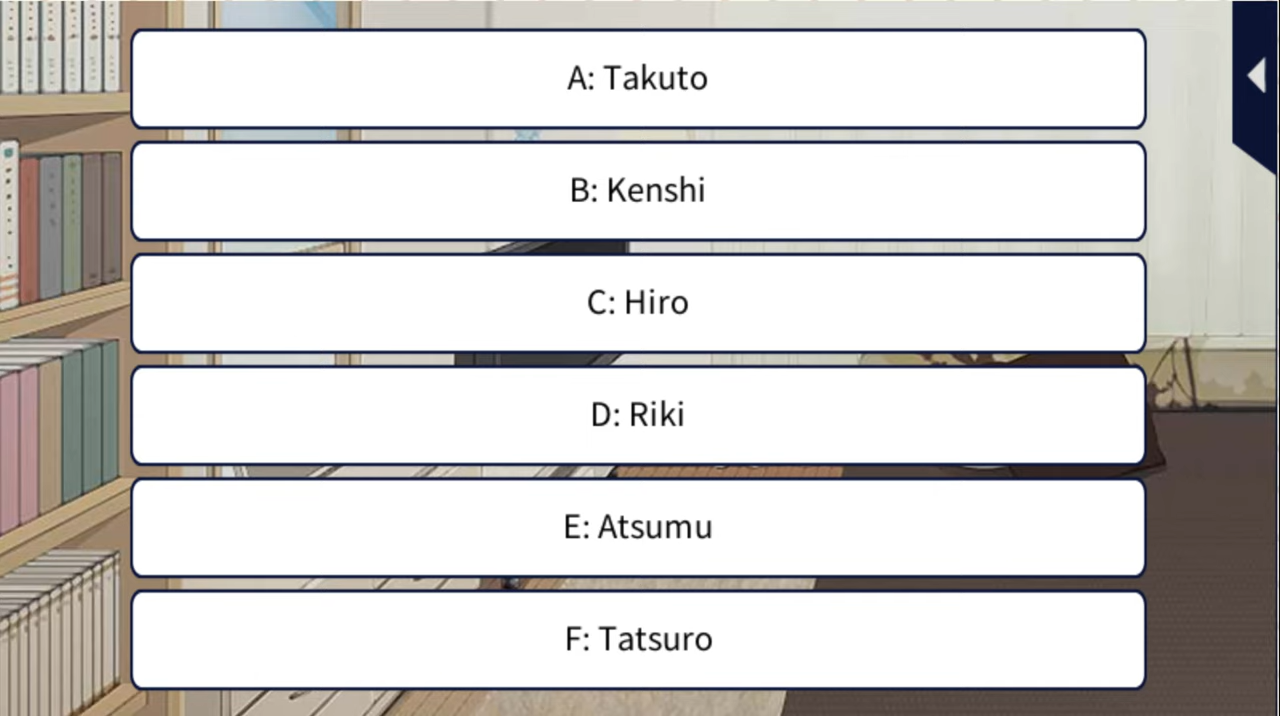 A: Takuto
B: Kenshi
C: Hiro
D: Riki
E: Atsumu
F: Tatsuro